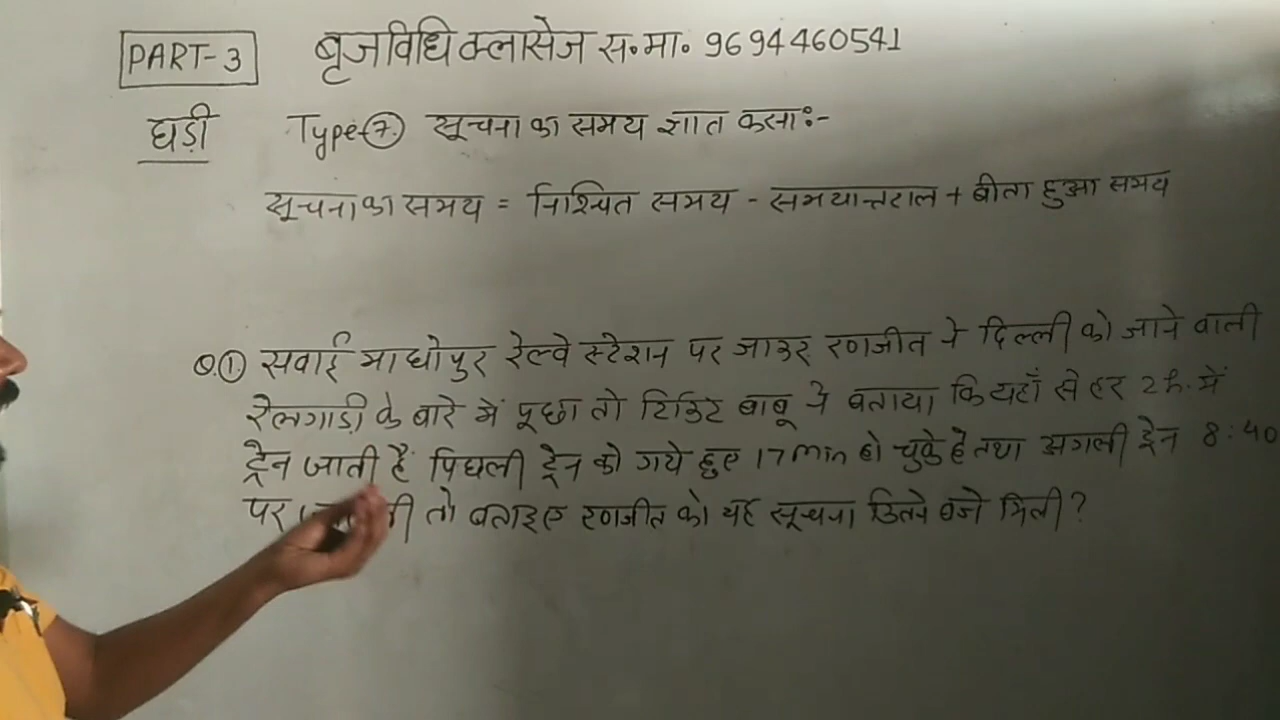 PART-3 बृजविधि क्लासेज स॰मा॰ 9694460541
घड़ी Type-⑦ सूचना का समय ज्ञात करना:-
सूचना का समय = निश्चित समय - समयान्तराल + बीता हुआ समय
Q.① सवाई माधोपुर रेल्वे स्टेशन पर जाकर रणजीत ने दिल्ली को जाने वाली
रेलगाडी़ के बारे में पूछा तो टिकिट बाबू ने बताया कि यहाँ से हर 2h. में
ट्रेन जाती है पिछली ट्रेन को गये हुए 17 min हो चुके है तथा अगली ट्रेन 8:40
पर तो बताइए रणजीत को यह सूचना कितने बजे मिली?